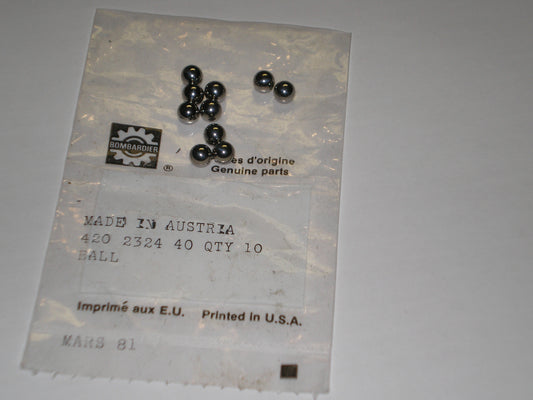 BOMBARDIER
®
d'origine
Genuine parts
MADE IN AUSTRIA
420 2324 40 QTY 10
BALL
Imprimé aux E.U. Printed in U.S.A.
MARS 81